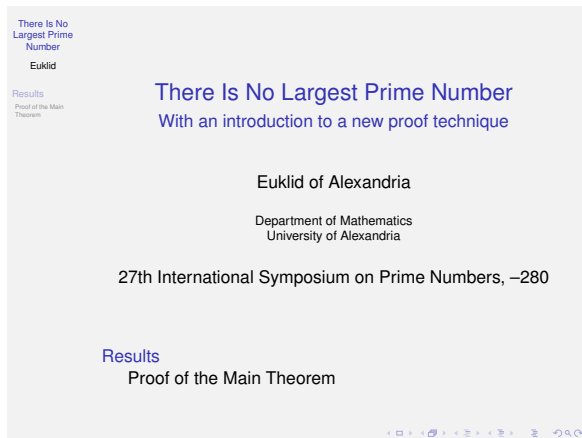 There Is No
Largest Prime
Number
Euklid
Results
Proof of the Main
Theorem
There Is No Largest Prime Number
With an introduction to a new proof technique
Euklid of Alexandria
Department of Mathematics
University of Alexandria
27th International Symposium on Prime Numbers, –280
Results
Proof of the Main Theorem